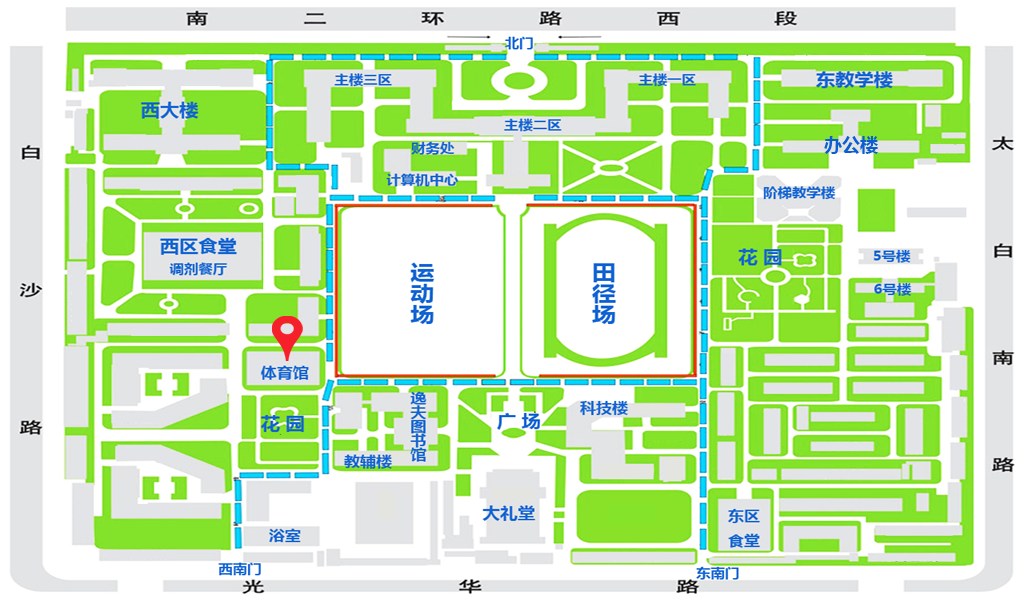 南二环路西段
北门
主楼三区
主楼一区
东教学楼
西大楼
主楼二区
办公楼
财务处
计算机中心
阶梯教学楼
白沙路
太白南路
西区食堂
调剂餐厅
运动场
田径场
花园
5号楼
6号楼
体育馆
花园
逸夫图书馆
广场
科技楼
教辅楼
大礼堂
东区
食堂
浴室
西南门
东南门
光华路